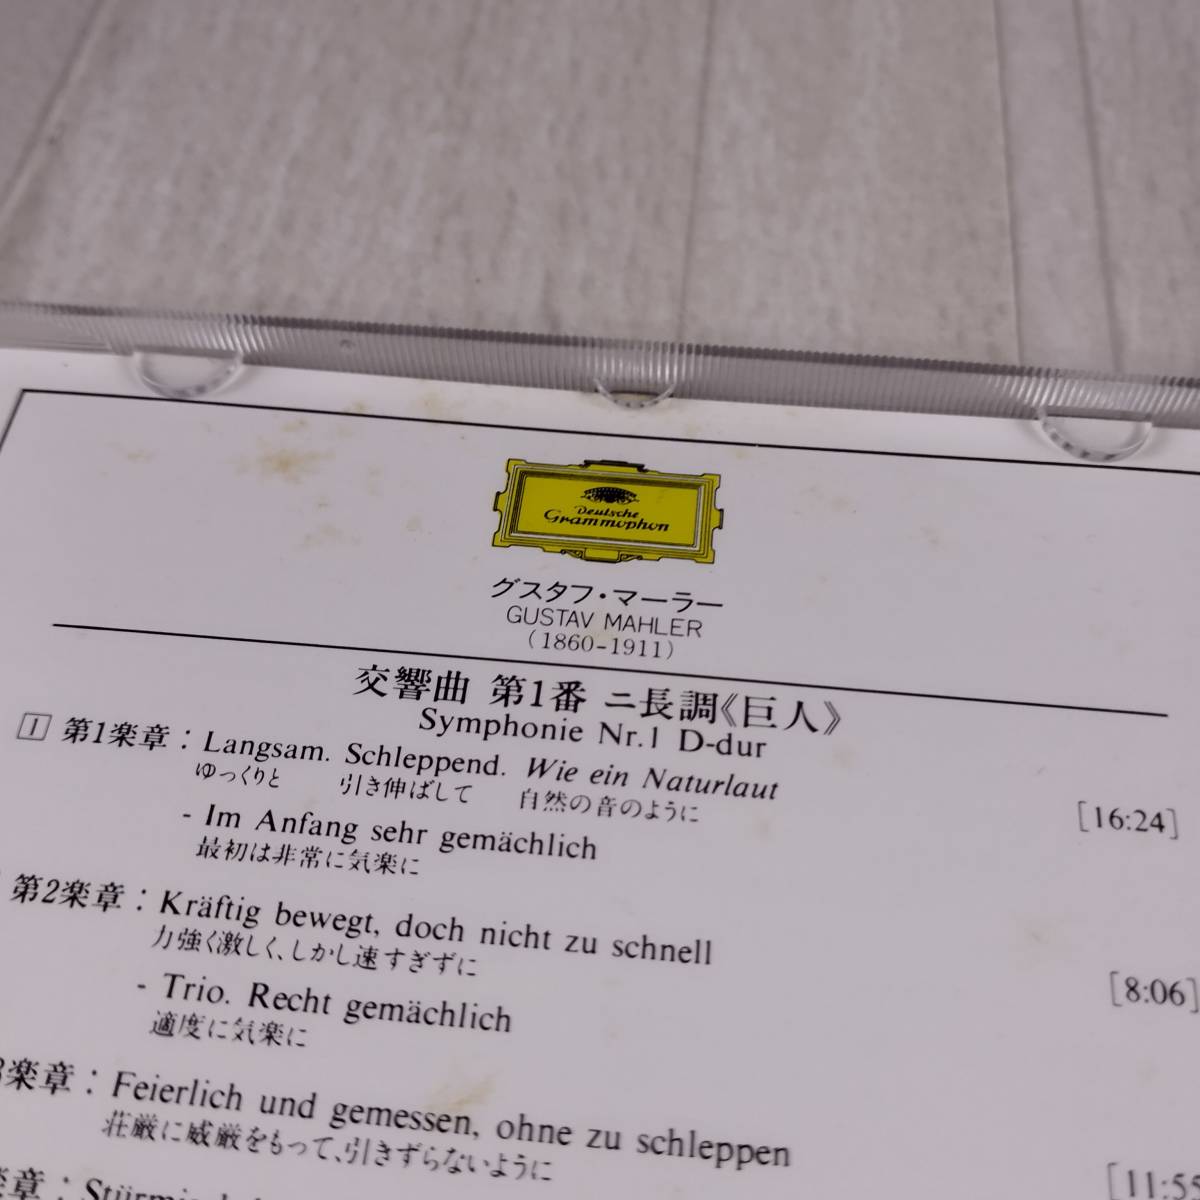 Deutsche
Grammophon
グスタフ・マーラー
GUSTAV MAHLER
(1860-1911)
交響曲 第1番 ニ長調《巨人》
Symphonie Nr.1 D-dur
1 第1楽章：Langsam. Schleppend. Wie ein Naturlaut
ゆっくりと 引き伸ばして 自然の音のように [16:24]
- Im Anfang sehr gemächlich
最初は非常に気楽に
第2楽章：Kräftig bewegt, doch nicht zu schnell
力強く激しく、しかし速すぎずに [8:06]
- Trio. Recht gemächlich
適度に気楽に
3楽章：Feierlich und gemessen, ohne zu schleppen
荘厳に威厳をもって、引きずらないように [11:55
楽章：